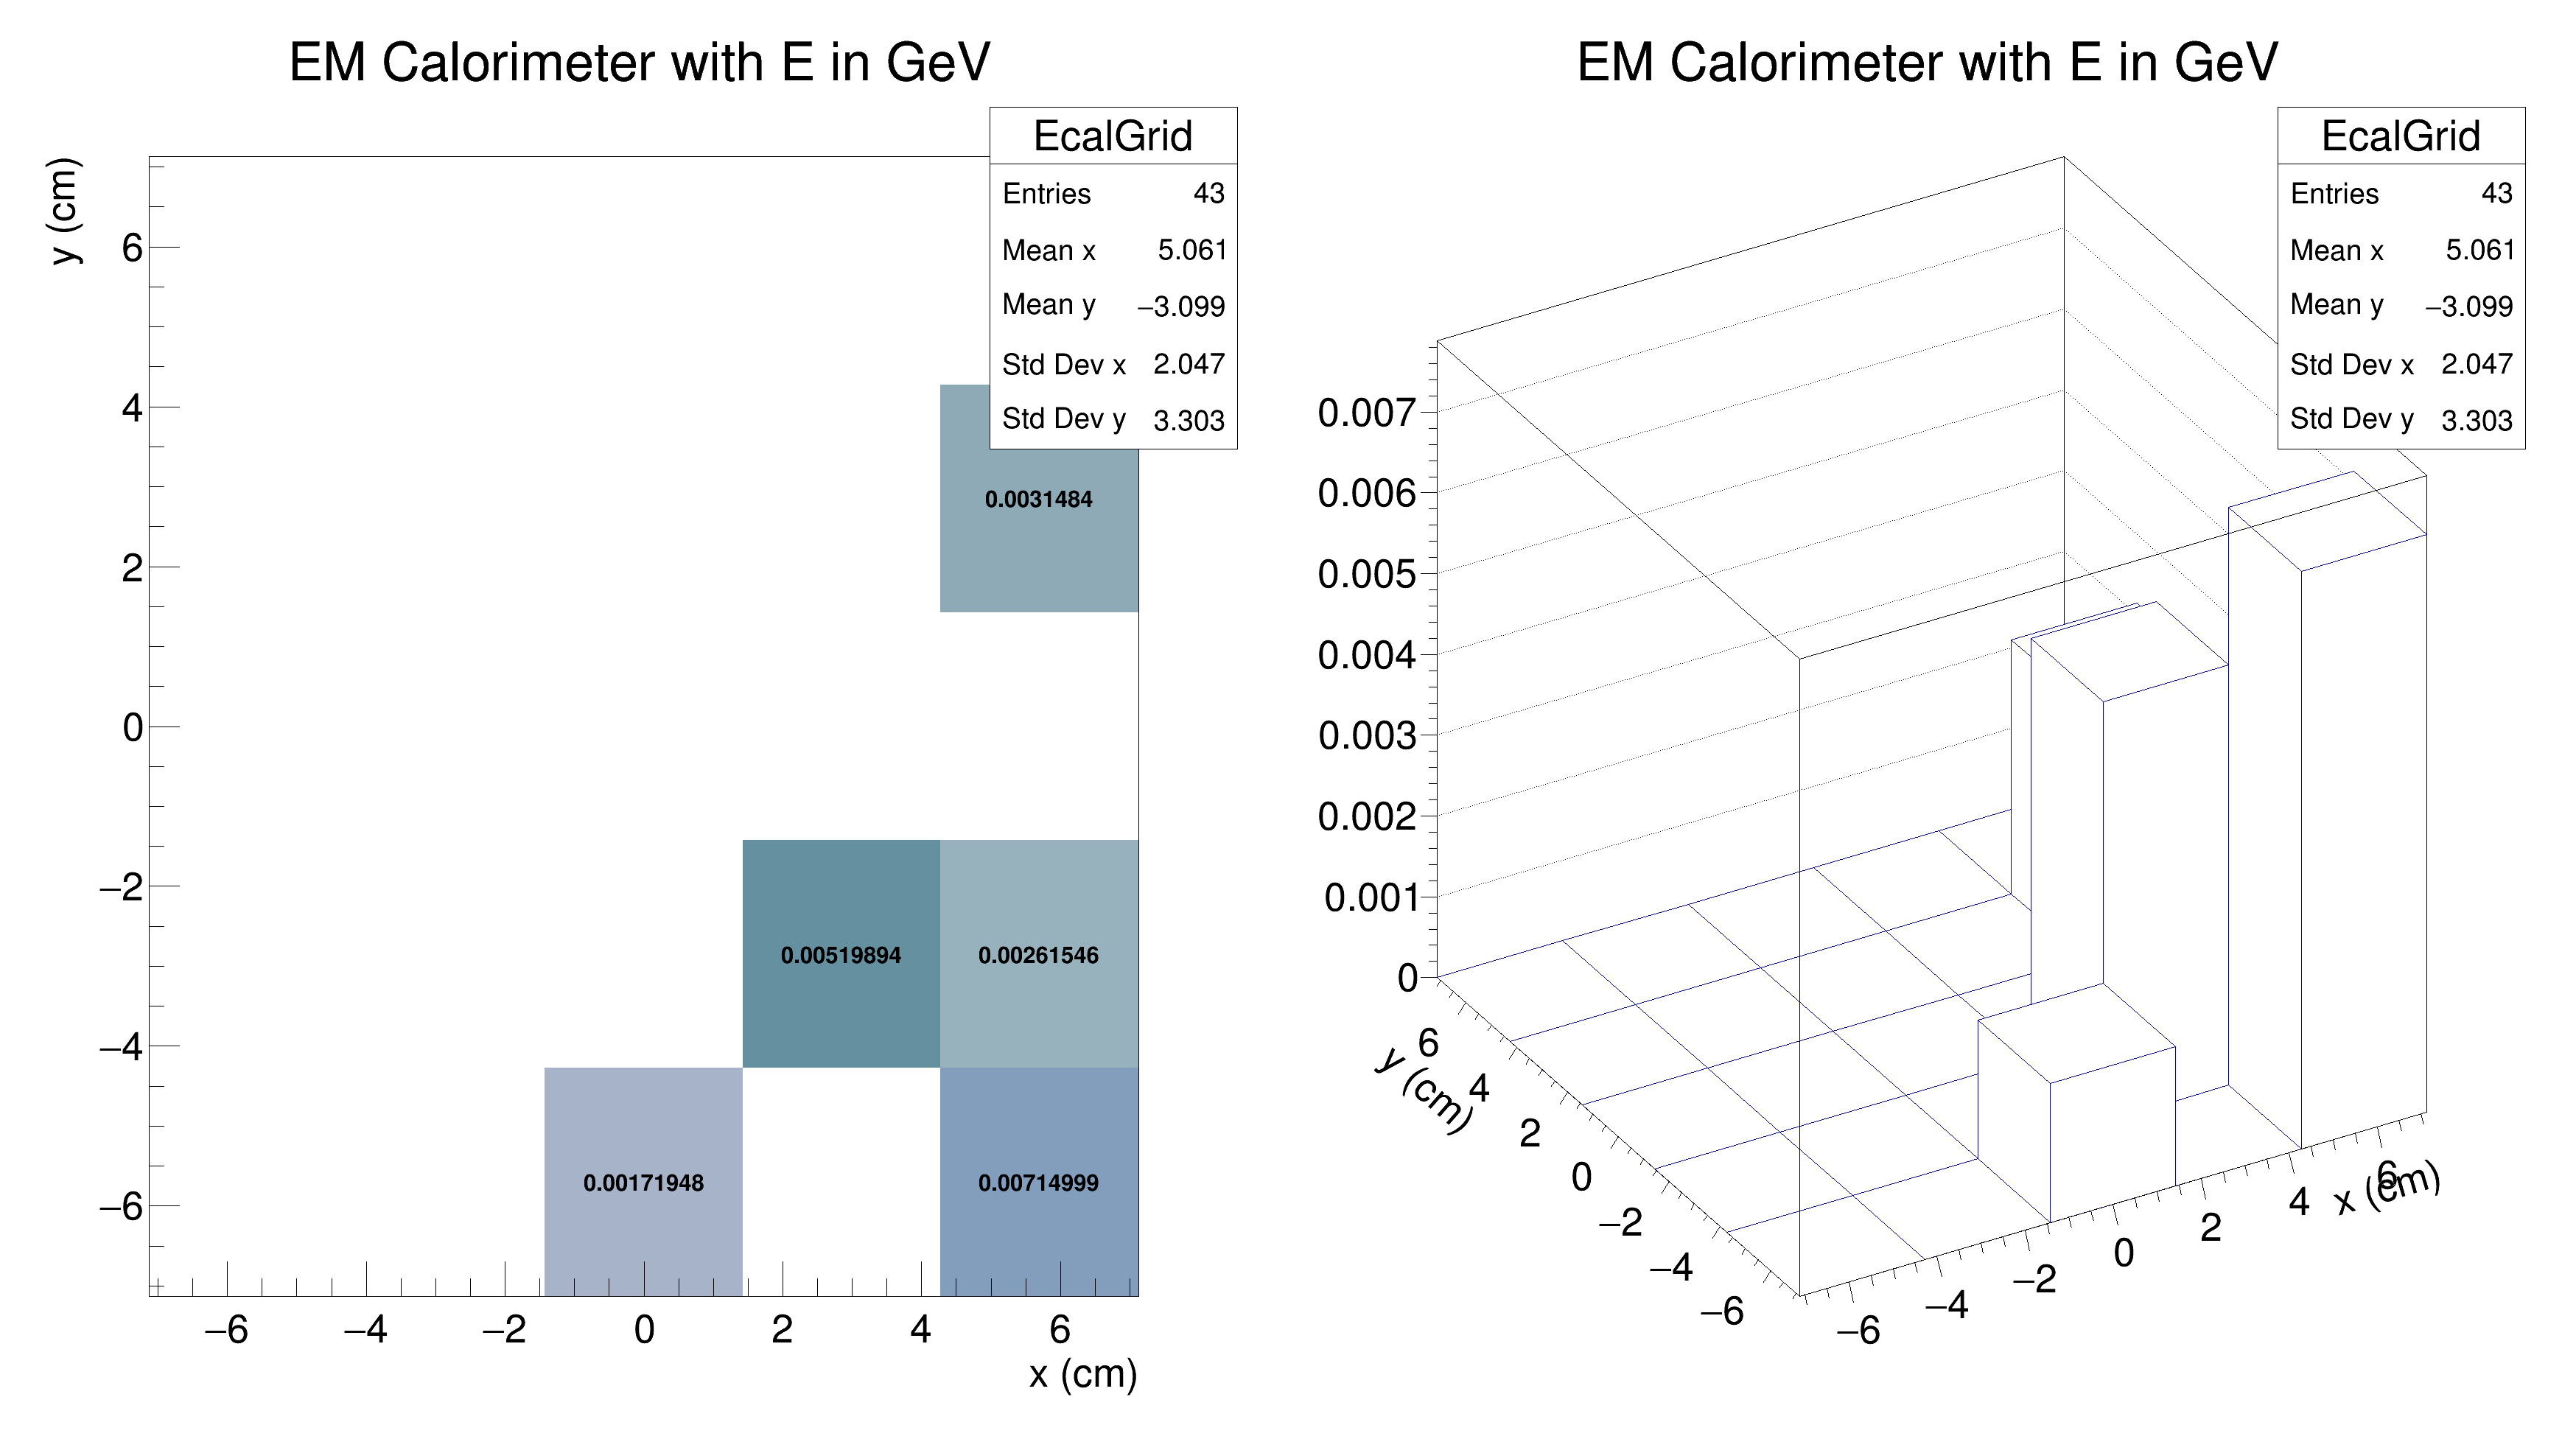 EM Calorimeter with E in GeV
EcalGrid
Entries 43
Mean x 5.061
Mean y −3.099
Std Dev x 2.047
Std Dev y 3.303
y (cm)
6
4
2
0
−2
−4
−6
0.0031484
0.00519894 0.00261546
0.00171948 0.00714999
−6 −4 −2 0 2 4 6
x (cm)
EM Calorimeter with E in GeV
EcalGrid
Entries 43
Mean x 5.061
Mean y −3.099
Std Dev x 2.047
Std Dev y 3.303
0.007
0.006
0.005
0.004
0.003
0.002
0.001
0
y (cm)
6
4
2
0
−2
−4
−6
−6 −4 −2 0 2 4 6
x (cm)